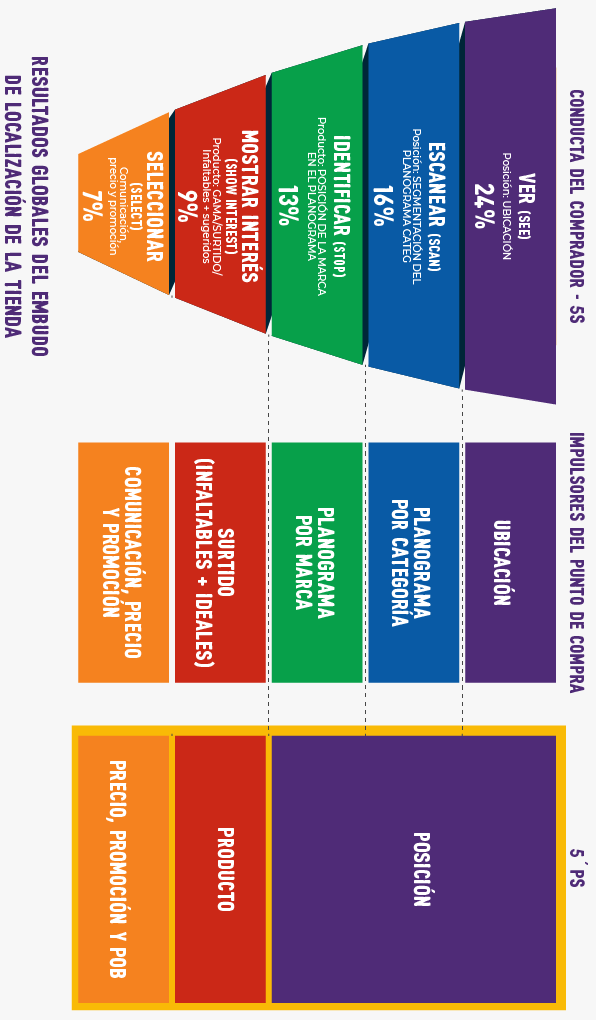 CONDUCTA DEL COMPRADOR - 5S
IMPULSORES DEL PUNTO DE COMPRA
5´PS
VER (SEE)
Posición: UBICACIÓN
24%
UBICACIÓN
POSICIÓN
ESCANEAR (SCAN)
Posición: SEGMENTACIÓN DEL
PLANOGRAMA CATEG
16%
PLANOGRAMA
POR CATEGORÍA
IDENTIFICAR (STOP)
Producto: POSICIÓN DE LA MARCA
EN EL PLANOGRAMA
13%
PLANOGRAMA
POR MARCA
MOSTRAR INTERÉS
(SHOW INTEREST)
Producto: GAMA/SURTIDO/
Infaltables + sugeridos
9%
SURTIDO
(INFALTABLES + IDEALES)
PRODUCTO
SELECCIONAR
(SELECT)
Comunicación,
precio y promoción
7%
COMUNICACIÓN, PRECIO
Y PROMOCIÓN
PRECIO, PROMOCIÓN Y POB
RESULTADOS GLOBALES DEL EMBUDO
DE LOCALIZACIÓN DE LA TIENDA